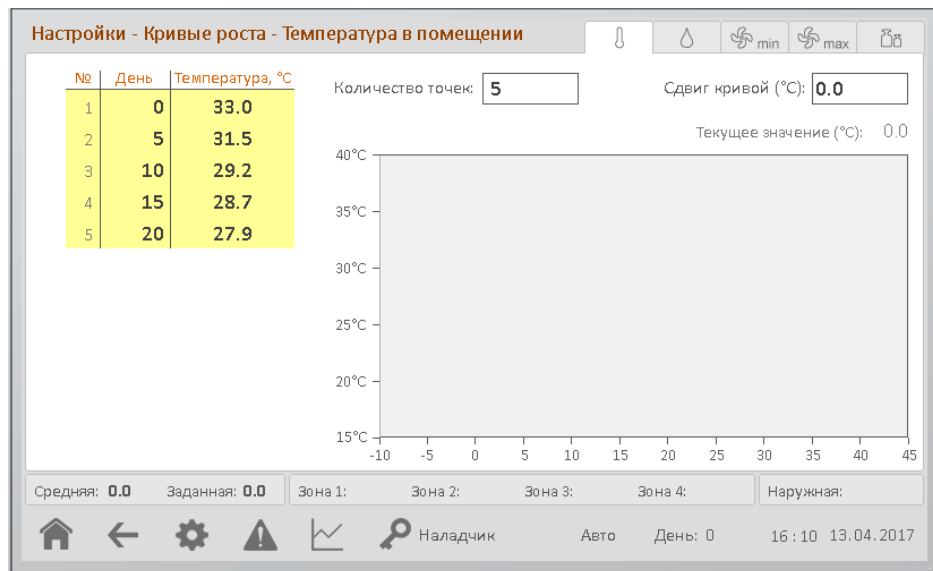 Настройки - Кривые роста - Температура в помещении
min
max
№ День Температура, °C
1 0 33.0
2 5 31.5
3 10 29.2
4 15 28.7
5 20 27.9
Количество точек: 5
Сдвиг кривой (°C): 0.0
Текущее значение (°C): 0.0
40°C
35°C
30°C
25°C
20°C
15°C
-10 -5 0 5 10 15 20 25 30 35 40 45
Средняя: 0.0 Заданная: 0.0 Зона 1: Зона 2: Зона 3: Зона 4: Наружная:
Наладчик Авто День: 0 16:10 13.04.2017